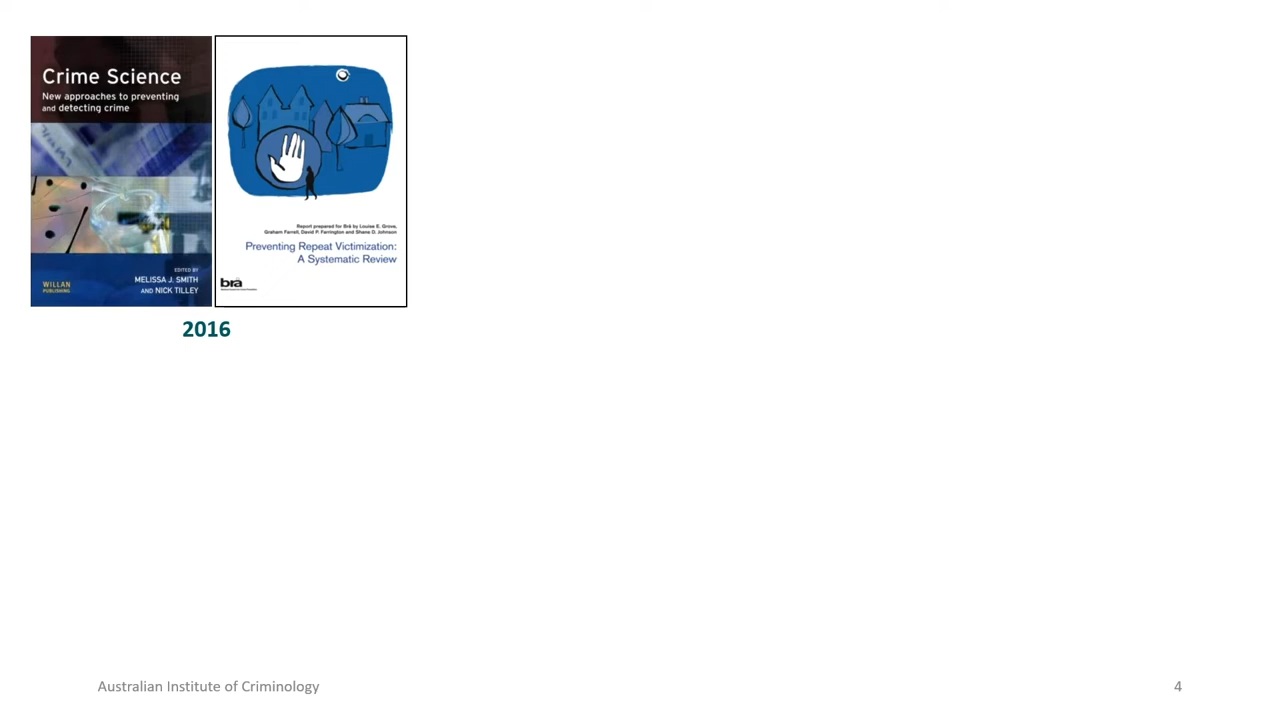 Crime Science
New approaches to preventing
and detecting crime
EDITED BY
MELISSA J. SMITH
AND NICK TILLEY
WILLAN
PUBLISHING
Report prepared for Brå by Louise E. Grove,
Graham Farrell, David P. Farrington and Shane D. Johnson
Preventing Repeat Victimization:
A Systematic Review
brå
2016
Australian Institute of Criminology
4